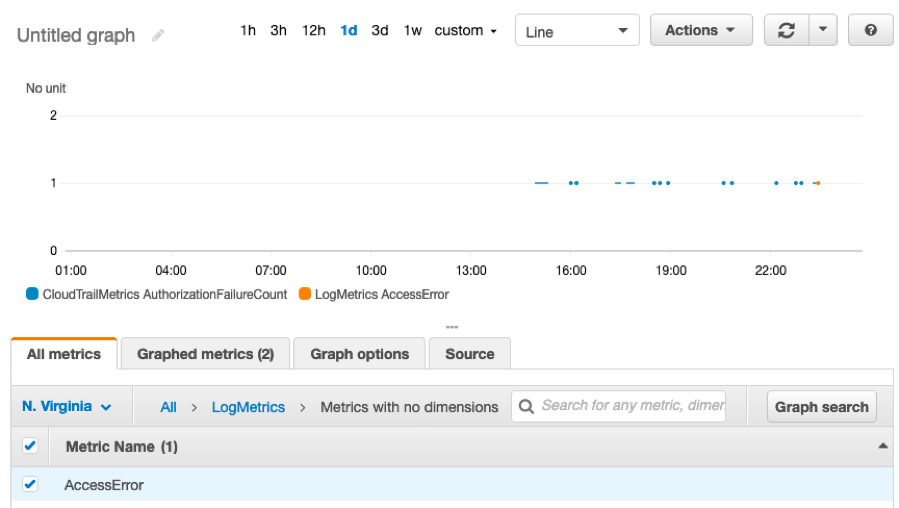 Untitled graph 1h 3h 12h 1d 3d 1w custom Line Actions
No unit
2
1
0
01:00 04:00 07:00 10:00 13:00 16:00 19:00 22:00
CloudTrailMetrics AuthorizationFailureCount LogMetrics AccessError
All metrics Graphed metrics (2) Graph options Source
N. Virginia All > LogMetrics > Metrics with no dimensions Search for any metric, dimer Graph search
Metric Name (1)
AccessError